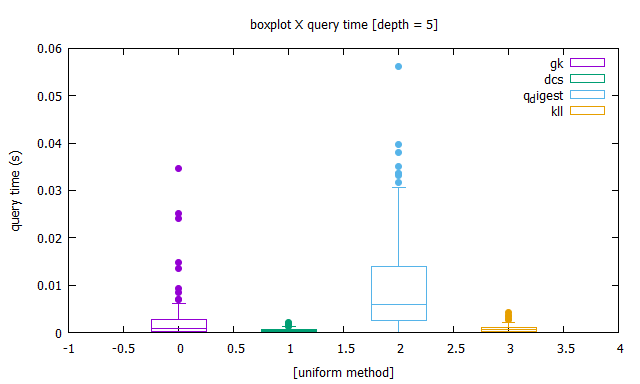 boxplot X query time [depth = 5]
0.06
0.05
0.04
0.03
0.02
0.01
0
query time (s)
gk
dcs
qdigest
kll
-1 -0.5 0 0.5 1 1.5 2 2.5 3 3.5 4
[uniform method]